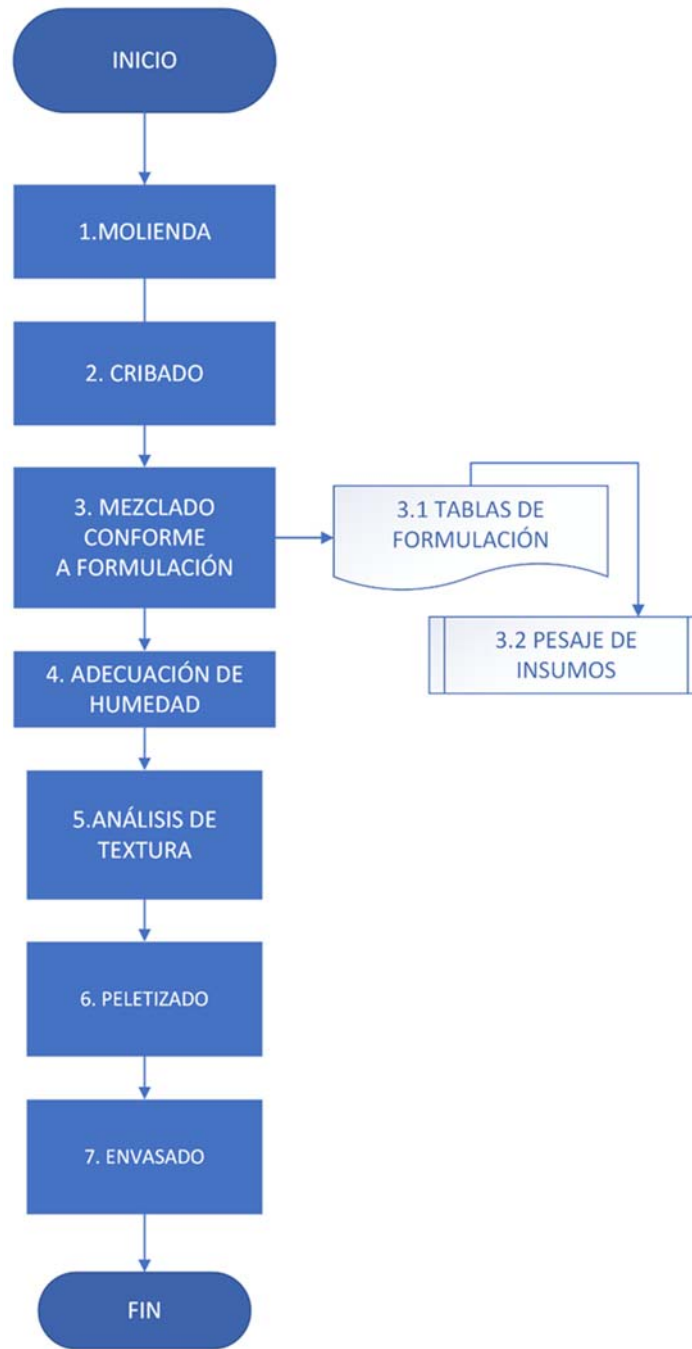 INICIO
1.MOLIENDA
2. CRIBADO
3. MEZCLADO
CONFORME
A FORMULACIÓN
3.1 TABLAS DE
FORMULACIÓN
3.2 PESAJE DE
INSUMOS
4. ADECUACIÓN DE
HUMEDAD
5.ANÁLISIS DE
TEXTURA
6. PELETIZADO
7. ENVASADO
FIN